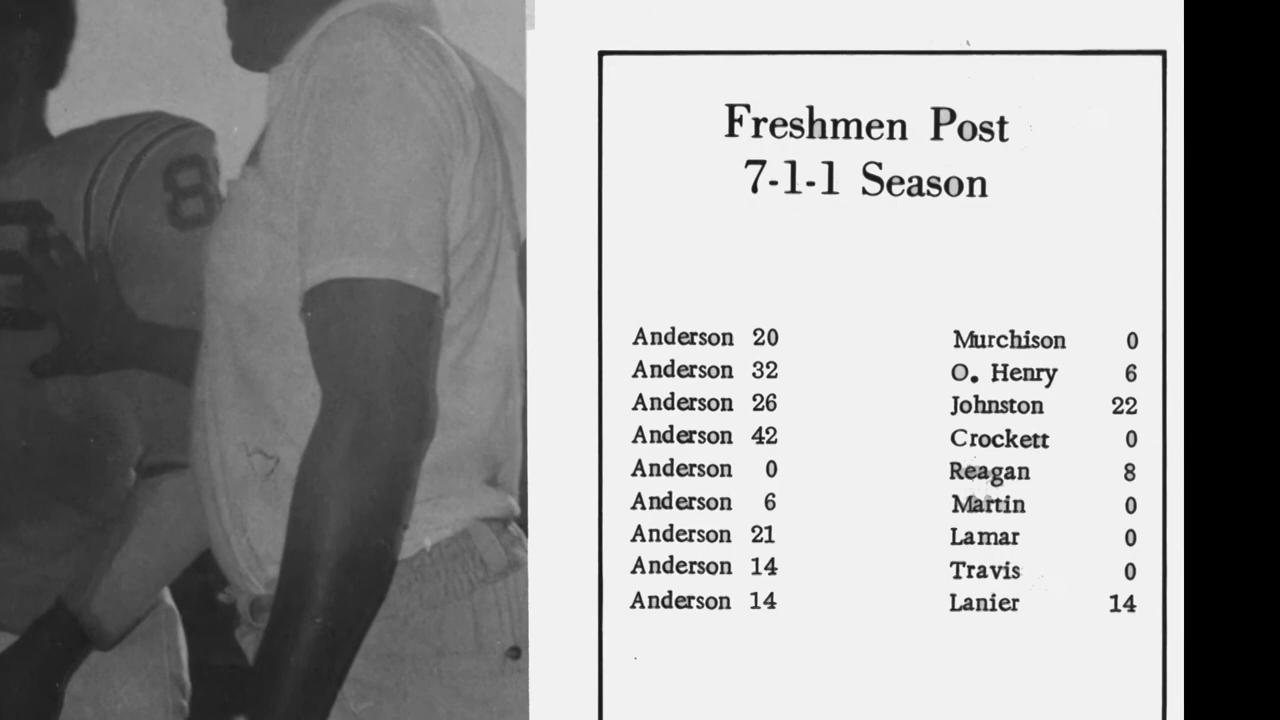 8
Freshmen Post
7-1-1 Season
Anderson 20 Murchison 0
Anderson 32 O. Henry 6
Anderson 26 Johnston 22
Anderson 42 Crockett 0
Anderson 0 Reagan 8
Anderson 6 Martin 0
Anderson 21 Lamar 0
Anderson 14 Travis 0
Anderson 14 Lanier 14